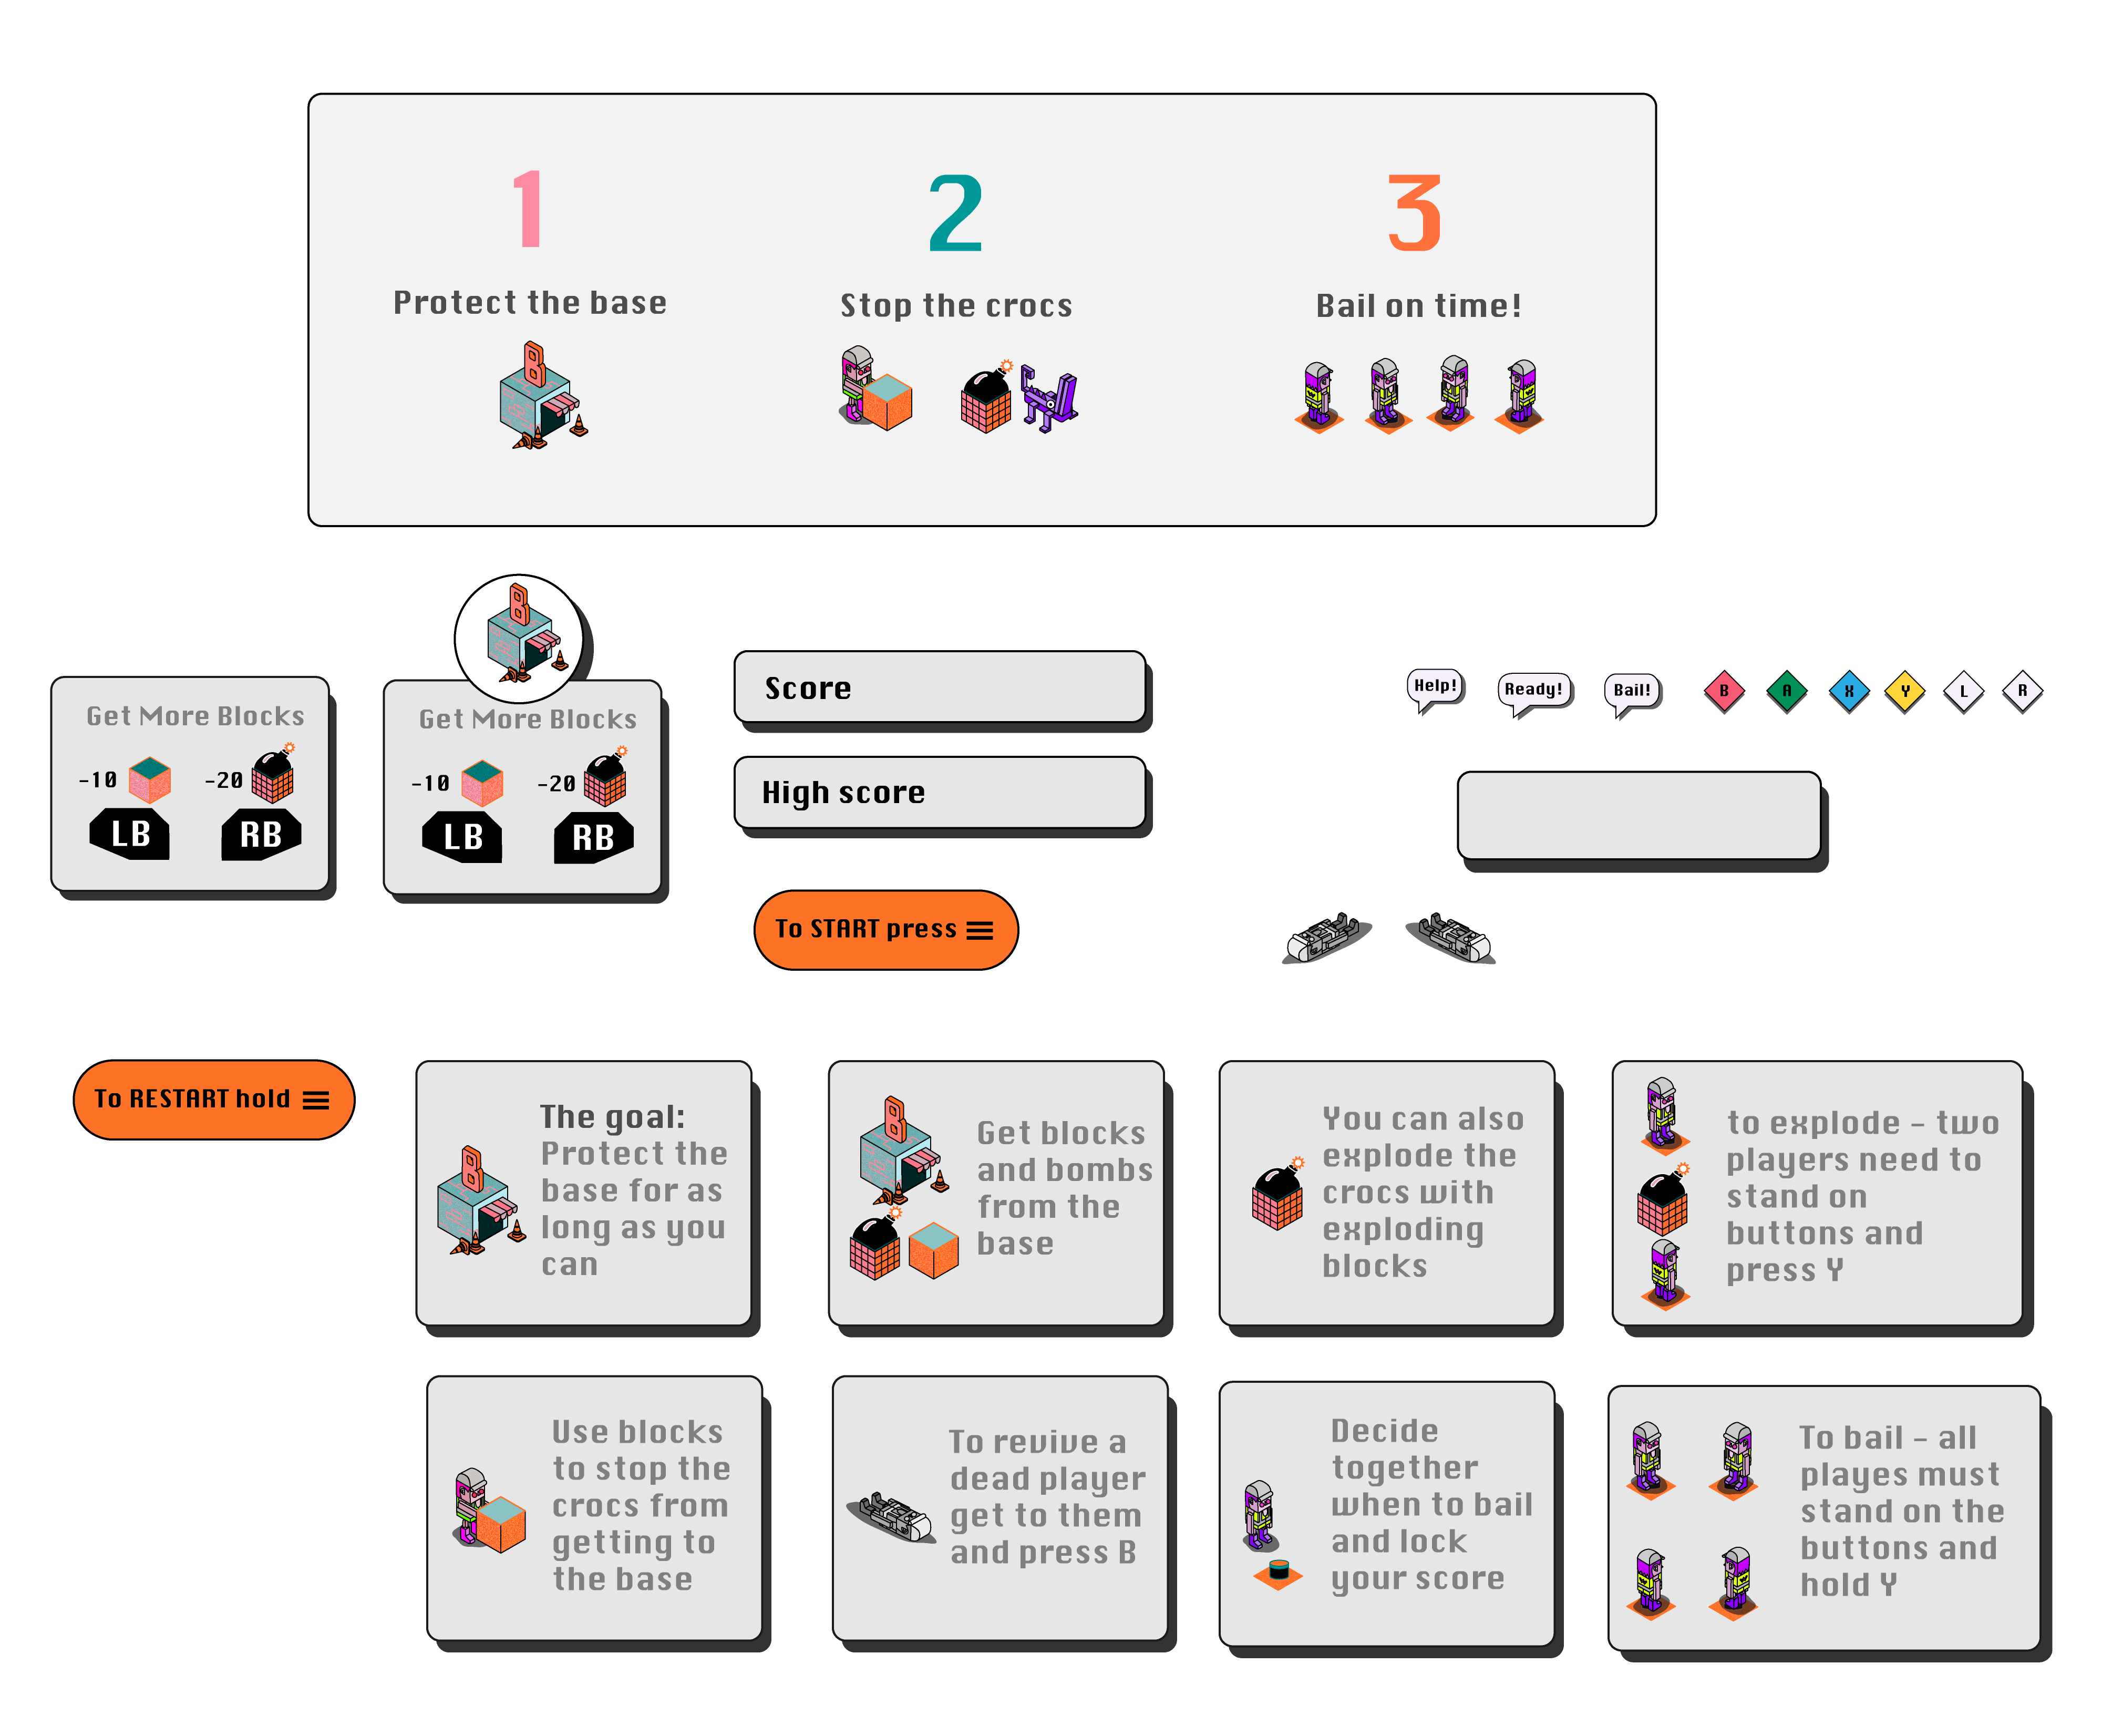 1
2
3
Protect the base
Stop the crocs
Bail on time!
B
B
Get More Blocks
-10
-20
LB
RB
Get More Blocks
-10
-20
LB
RB
Score
High score
Help!
Ready!
Bail!
B
A
X
Y
L
R
To START press
To RESTART hold
B
The goal:
Protect the
base for as
long as you
can
B
Get blocks
and bombs
from the
base
You can also
explode the
crocs with
exploding
blocks
to explode - two
players need to
stand on
buttons and
press Y
Use blocks
to stop the
crocs from
getting to
the base
To revive a
dead player
get to them
and press B
Decide
together
when to bail
and lock
your score
To bail - all
playes must
stand on the
buttons and
hold Y